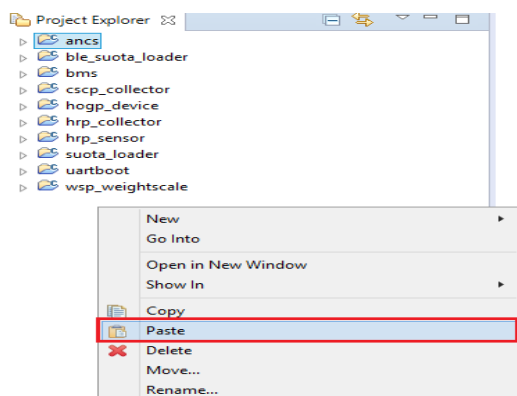 Project Explorer
ancs
ble_suota_loader
bms
cscp_collector
hogp_device
hrp_collector
hrp_sensor
suota_loader
uartboot
wsp_weightscale
New
Go Into
Open in New Window
Show In
Copy
Paste
Delete
Move...
Rename...